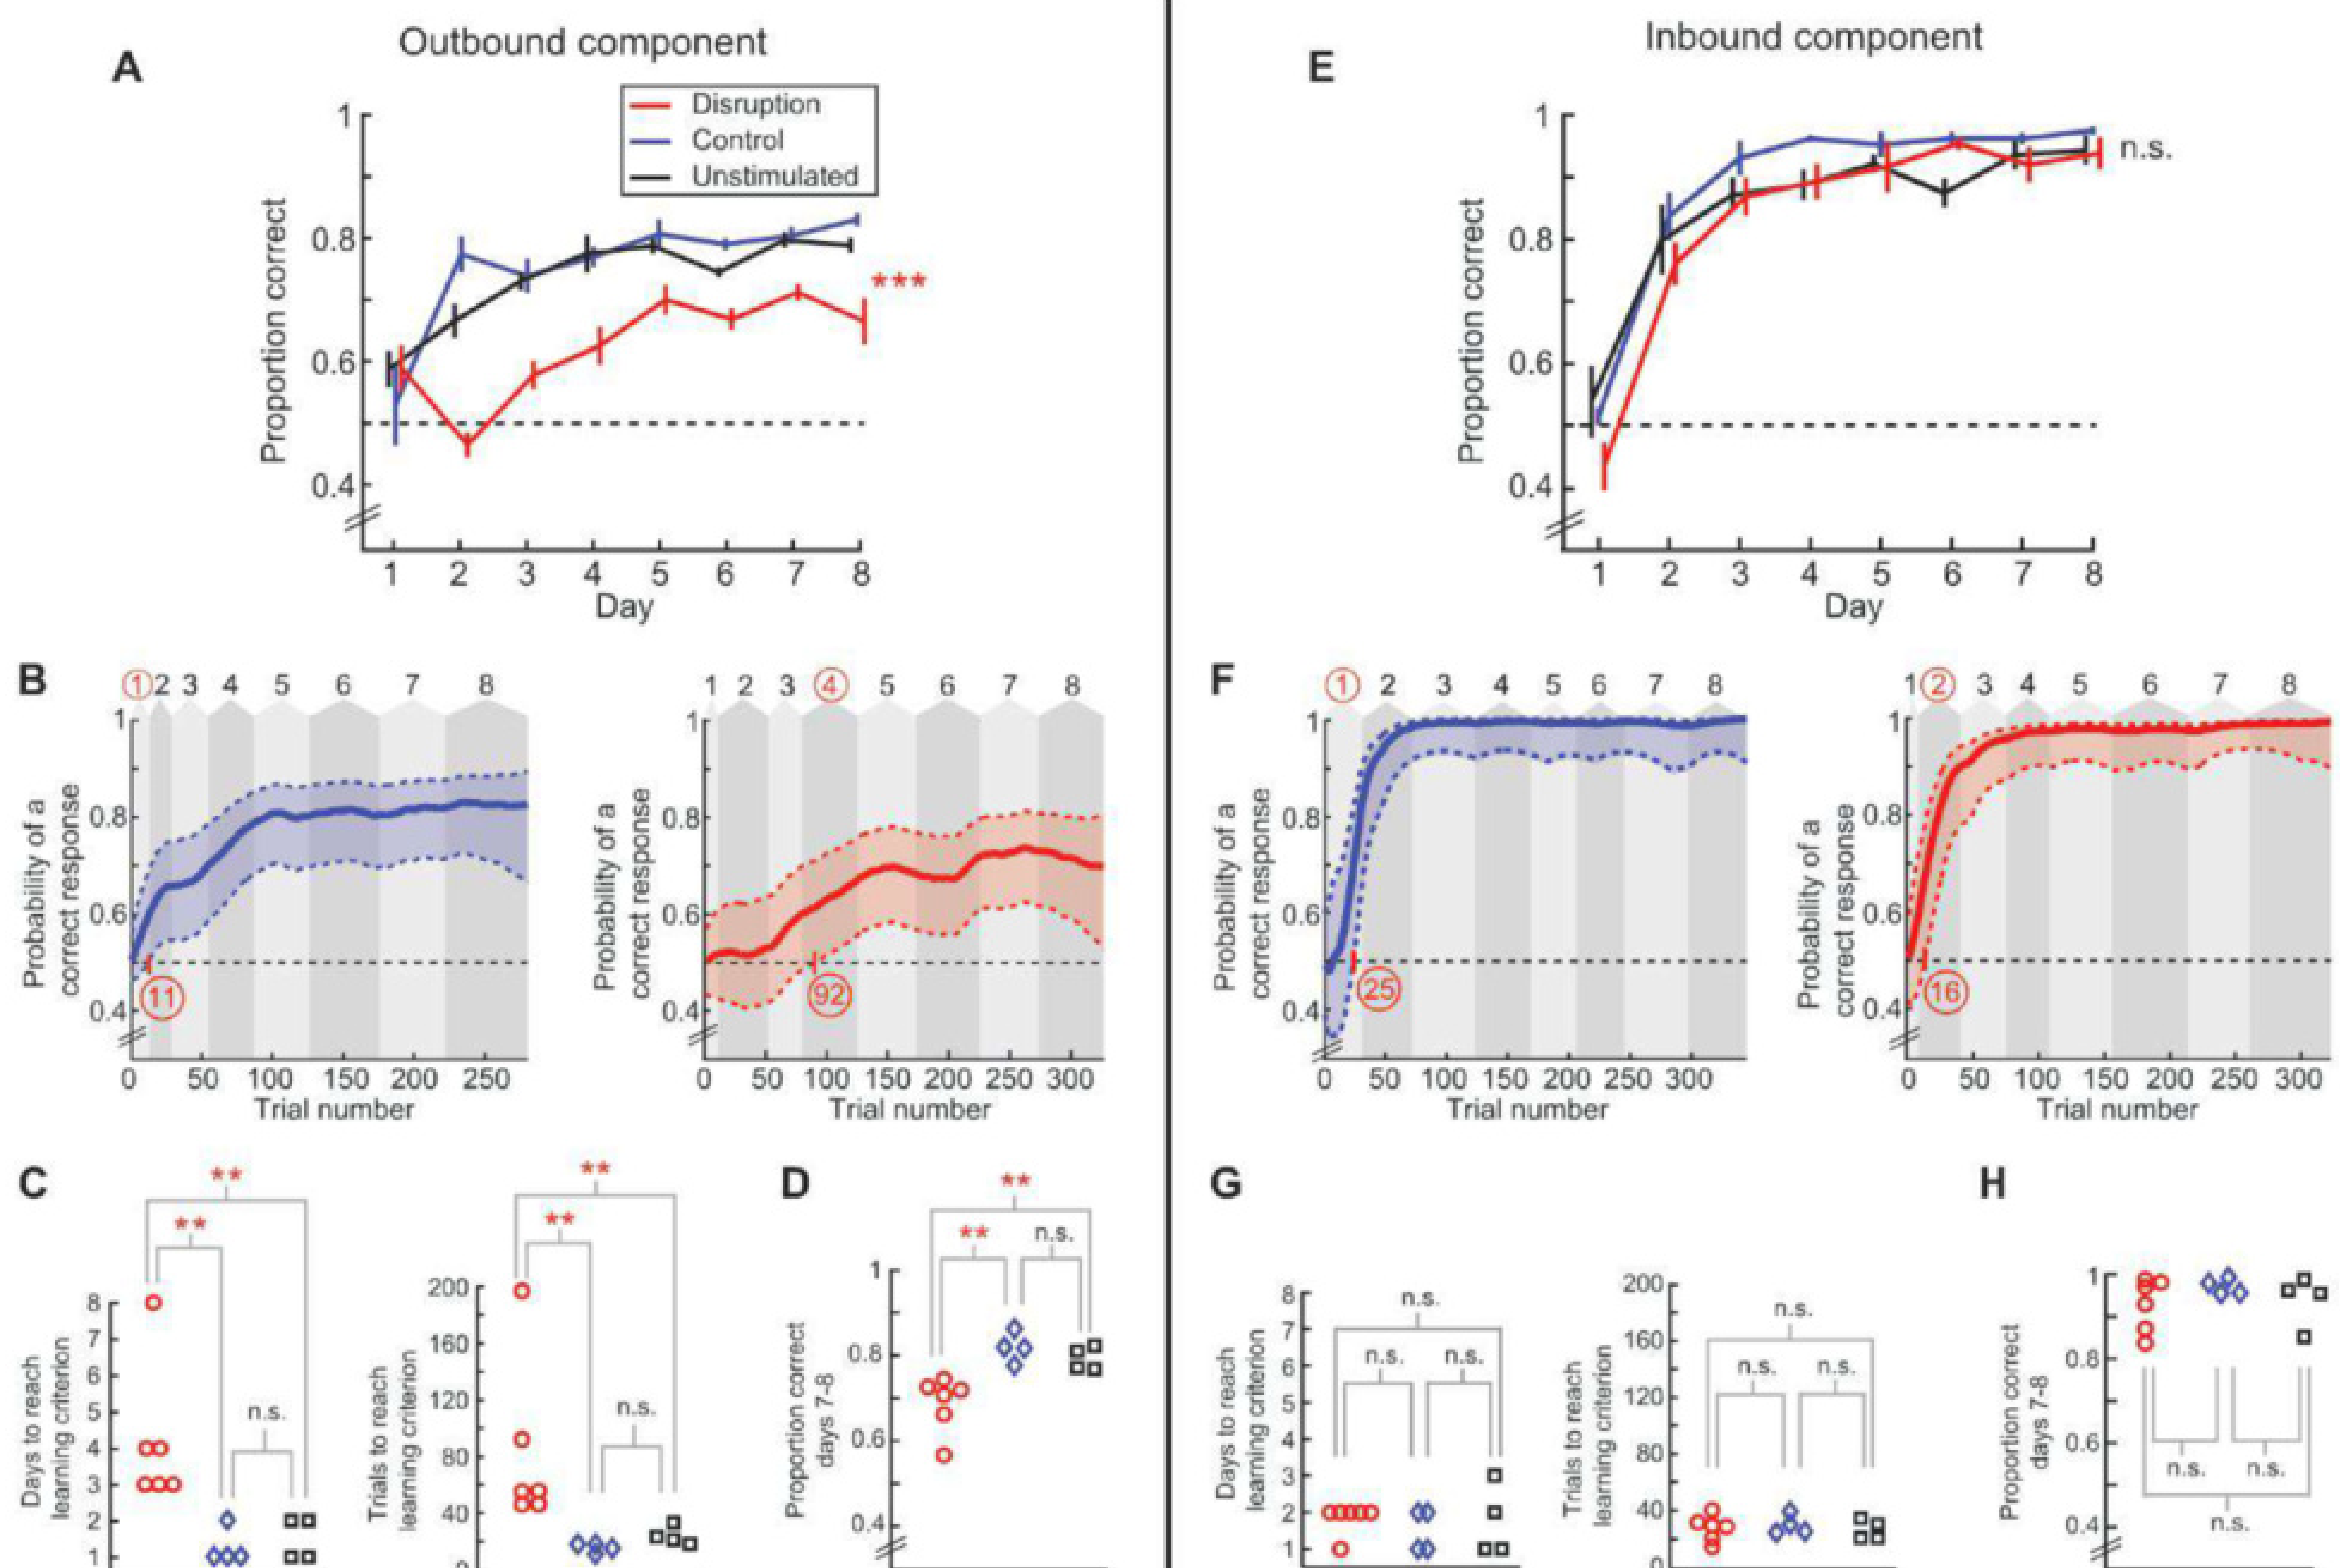 Outbound component
A
Disruption
Control
Unstimulated
Proportion correct
1
0.8
0.6
0.4
***
1 2 3 4 5 6 7 8
Day
Inbound component
E
Proportion correct
1
0.8
0.6
0.4
n.s.
1 2 3 4 5 6 7 8
Day
B
1 2 3 4 5 6 7 8
Probability of a
correct response
1
0.8
0.6
0.4
11
0 50 100 150 200 250
Trial number
1 2 3 4 5 6 7 8
Probability of a
correct response
1
0.8
0.6
0.4
92
0 50 100 150 200 250 300
Trial number
F
1 2 3 4 5 6 7 8
Probability of a
correct response
1
0.8
0.6
0.4
25
0 50 100 150 200 250 300
Trial number
1 2 3 4 5 6 7 8
Probability of a
correct response
1
0.8
0.6
0.4
16
0 50 100 150 200 250 300
Trial number
C
**
**
n.s.
Days to reach
learning criterion
8
7
6
5
4
3
2
1
**
**
n.s.
Trials to reach
learning criterion
200
160
120
80
40
0
D
**
**
n.s.
Proportion correct
days 7-8
1
0.8
0.6
0.4
G
n.s.
n.s.
n.s.
Days to reach
learning criterion
8
7
6
5
4
3
2
1
n.s.
n.s.
n.s.
Trials to reach
learning criterion
200
160
120
80
40
0
H
Proportion correct
days 7-8
1
0.8
0.6
0.4
n.s.
n.s.
n.s.